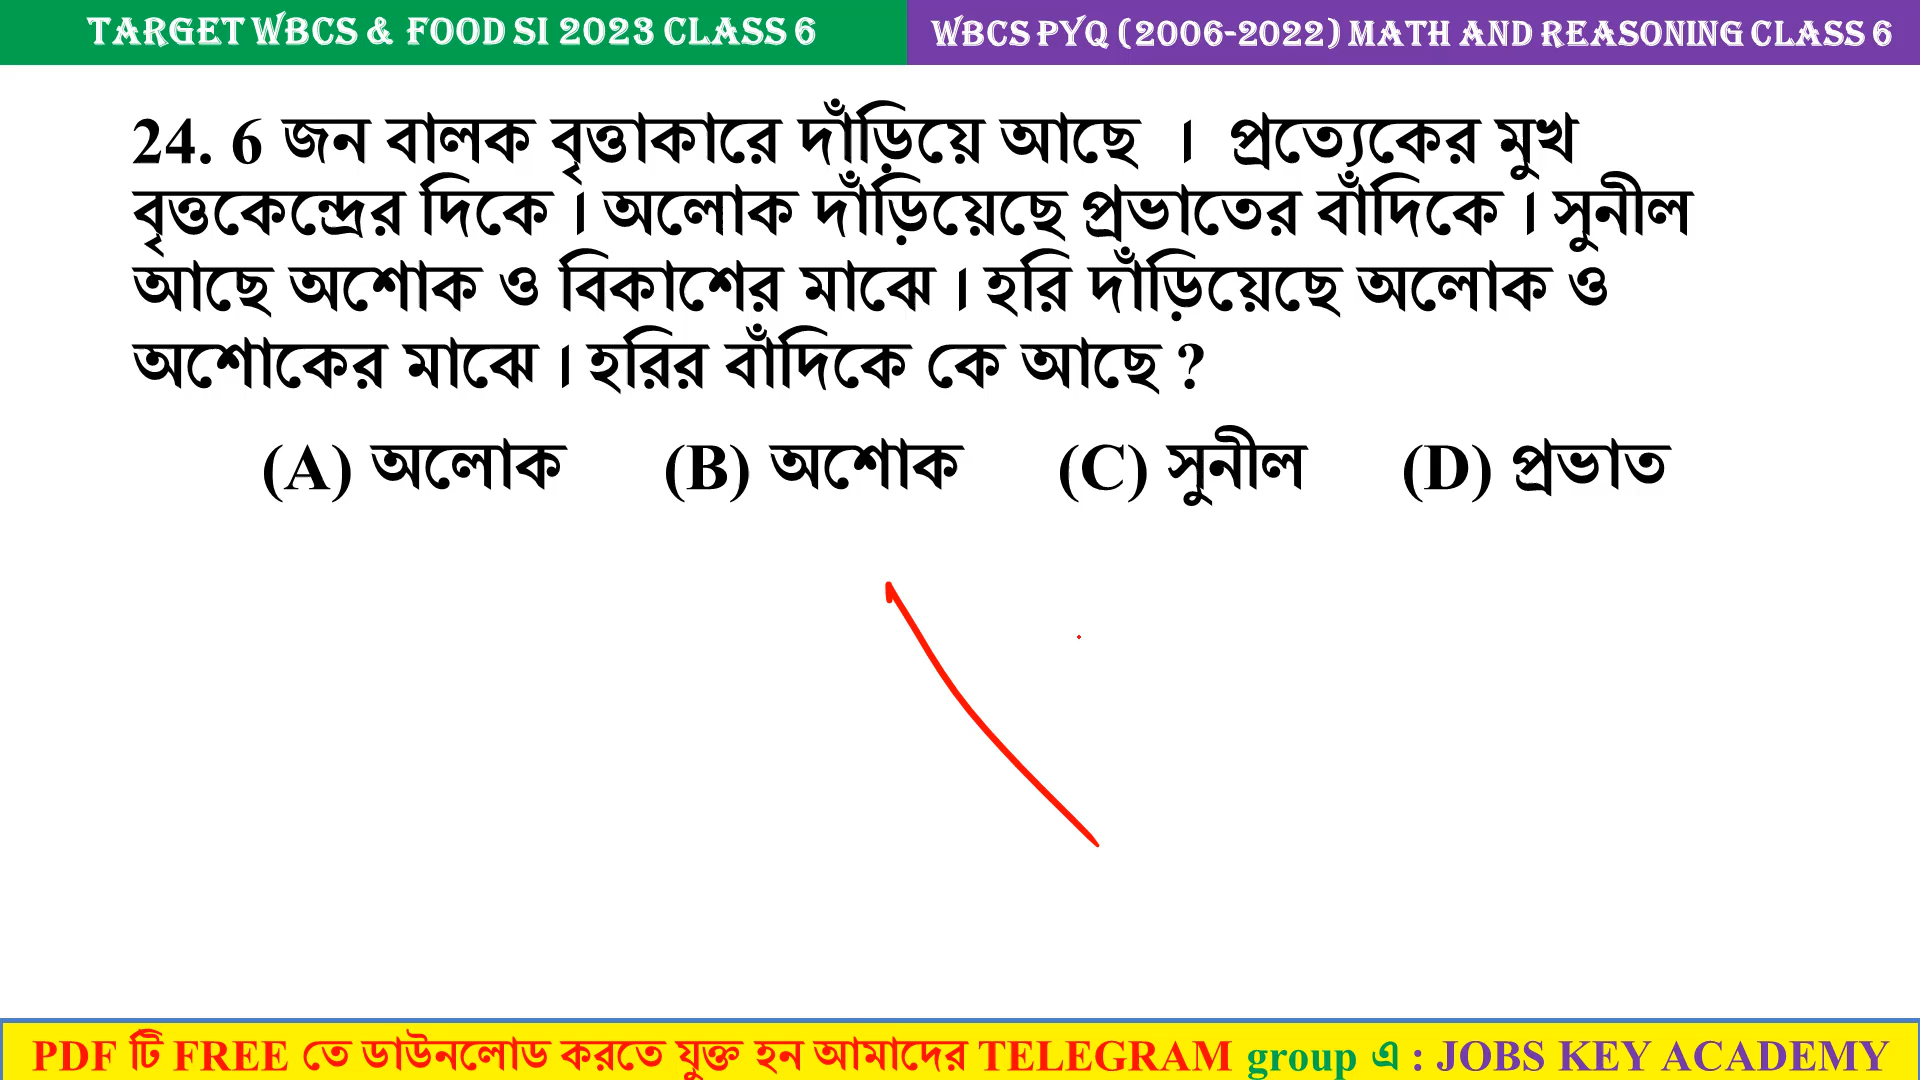 TARGET WBCS & FOOD SI 2023 CLASS 6
WBCS PYQ (2006-2022) MATH AND REASONING CLASS 6
24. 6 জন বালক বৃত্তাকারে দাঁড়িয়ে আছে । প্রত্যেকের মুখ
বৃত্তকেন্দ্রের দিকে। অলোক দাঁড়িয়েছে প্রভাতের বাঁদিকে। সুনীল
আছে অশোক ও বিকাশের মাঝে। হরি দাঁড়িয়েছে অলোক ও
অশোকের মাঝে। হরির বাঁদিকে কে আছে ?
(A) অলোক (B) অশোক (C) সুনীল (D) প্রভাত
PDF টি FREE তে ডাউনলোড করতে যুক্ত হন আমাদের TELEGRAM group এ : JOBS KEY ACADEMY